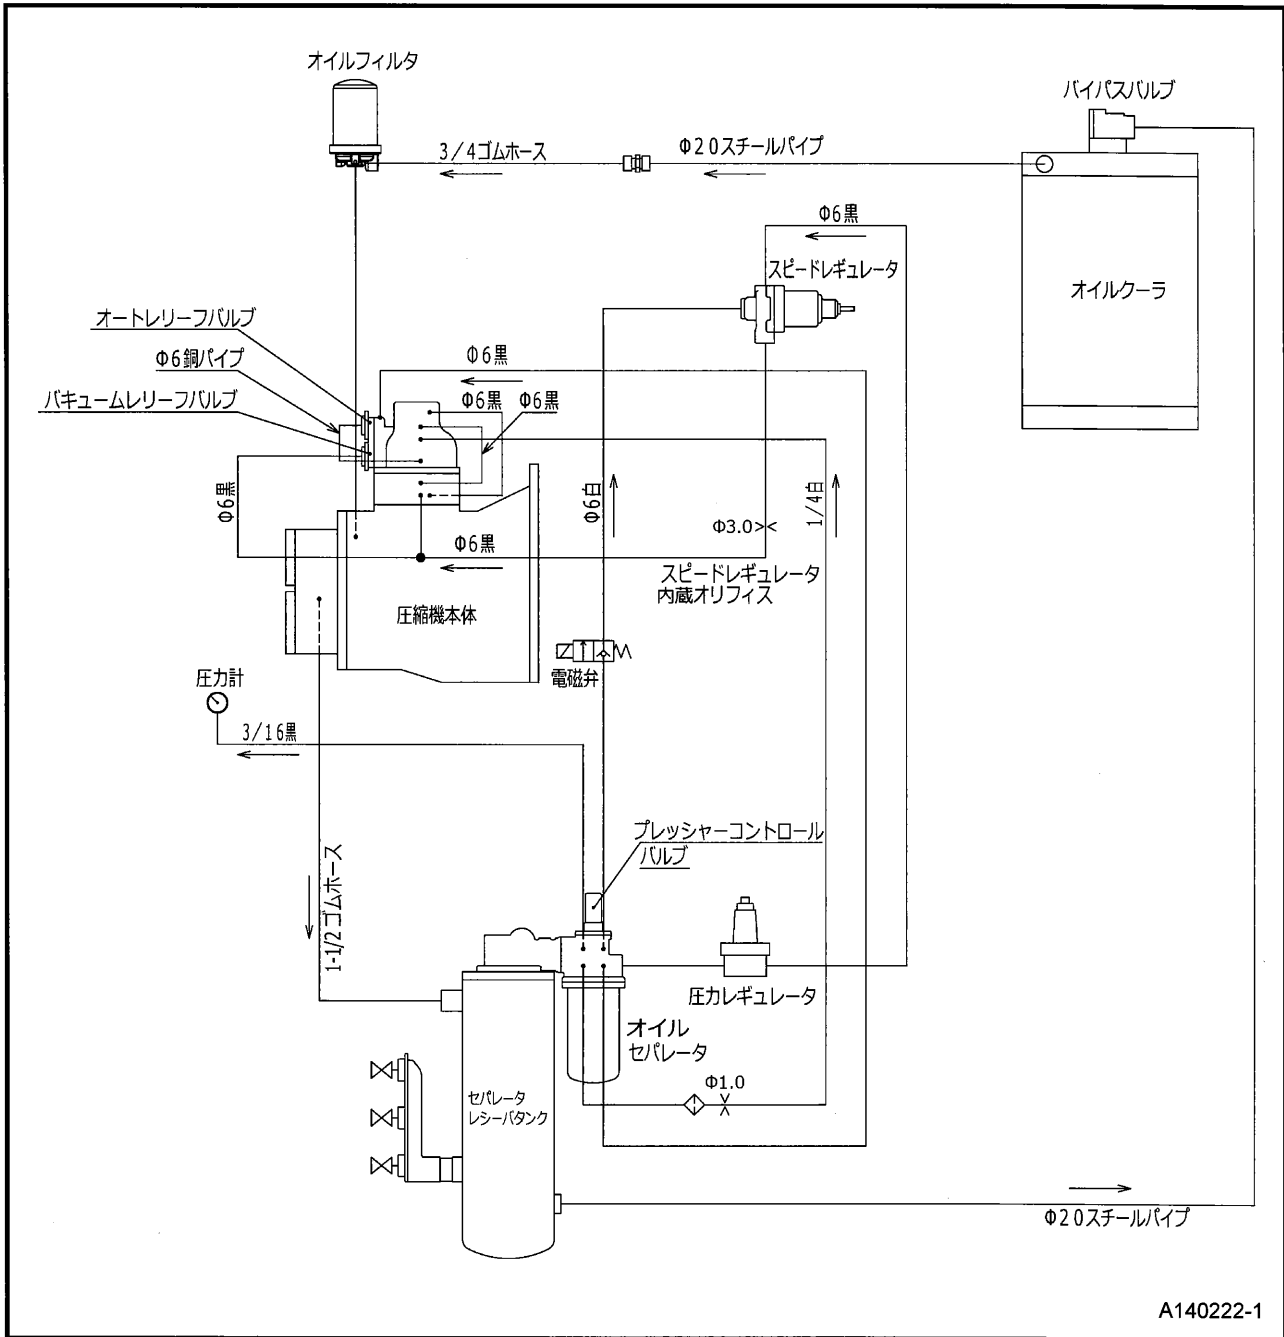 オイルフィルタ
バイパスバルブ
3/4ゴムホース
Φ20スチールパイプ
Φ6黒
スピードレギュレータ
オイルクーラ
オートレリーフバルブ
Φ6銅パイプ
Φ6黒
バキュームレリーフバルブ
Φ6黒
Φ6黒
Φ6黒
Φ6白
1/4白
Φ3.0
Φ6黒
スピードレギュレータ
内蔵オリフィス
圧縮機本体
電磁弁
圧力計
3/16黒
プレッシャーコントロール
バルブ
1-1/2ゴムホース
圧力レギュレータ
オイル
セパレータ
Φ1.0
セパレータ
レシーバタンク
Φ20スチールパイプ
A140222-1